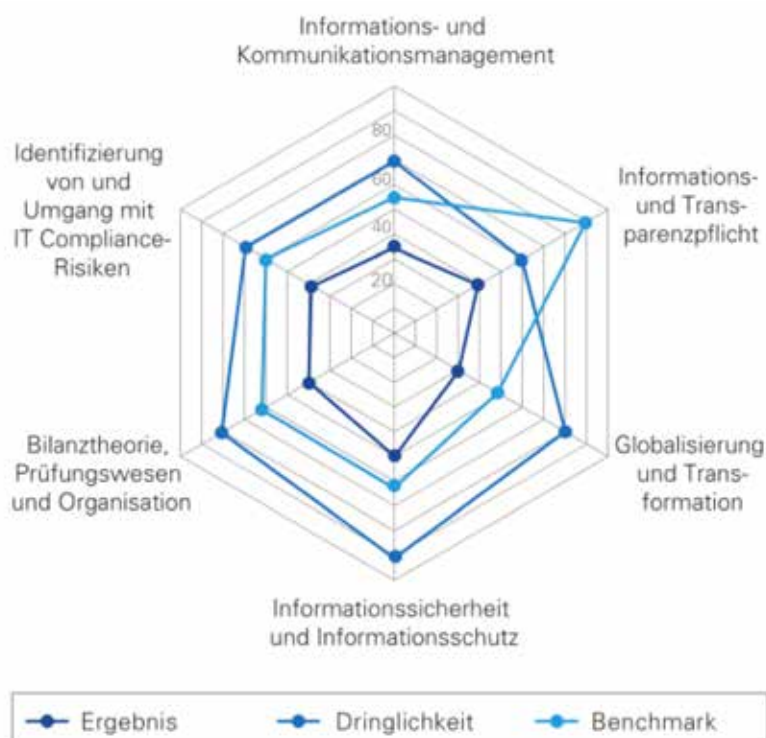 Informations- und
Kommunikationsmanagement
80
60
40
20
Identifizierung
von und
Umgang mit
IT Compliance-
Risiken
Informations-
und Trans-
parenzpflicht
Bilanztheorie,
Prüfungswesen
und Organisation
Globalisierung
und Trans-
formation
Informationssicherheit
und Informationsschutz
Ergebnis
Dringlichkeit
Benchmark